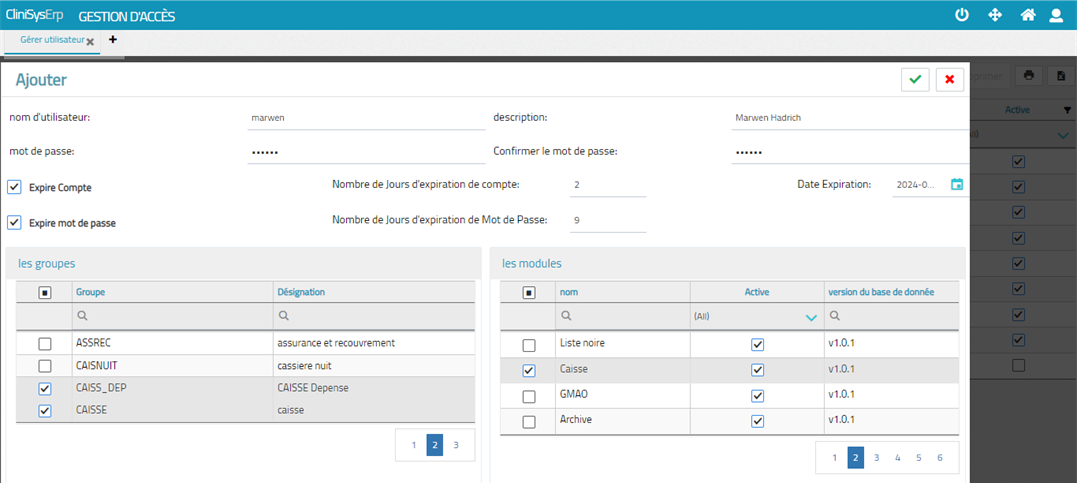 CliniSysErp GESTION D'ACCÈS
Gérer utilisateur
Ajouter
nom d'utilisateur: marwen description: Marwen Hadrich
mot de passe: •••••• Confirmer le mot de passe: ••••••
Expire Compte Nombre de Jours d'expiration de compte: 2 Date Expiration: 2024-0...
Expire mot de passe Nombre de Jours d'expiration de Mot de Passe: 9
Active
les groupes
Groupe Désignation
ASSREC assurance et recouvrement
CAISNUIT cassiere nuit
CAISS_DEP CAISSE Depense
CAISSE caisse
1 2 3
les modules
nom Active version du base de donnée
(All)
Liste noire v1.0.1
Caisse v1.0.1
GMAO v1.0.1
Archive v1.0.1
1 2 3 4 5 6